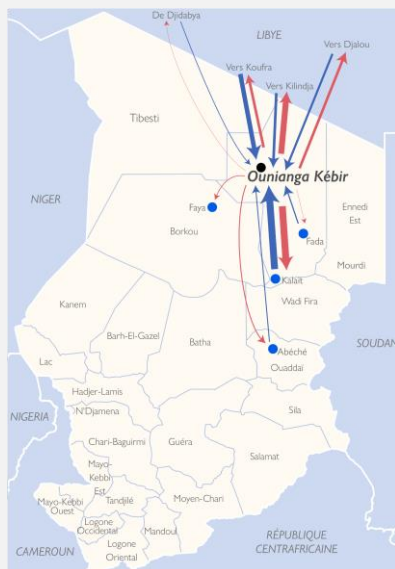 De Djidabya
LIBYE
Vers Djalou
Vers Koufra
Vers Kilindja
Tibesti
Ounianga Kébir
NIGER
Faya
Borkou
Fada
Ennedi
Est
Mourdi
Kalait
Wadi Fira
Kanem
Barh-El-Gazel
Batha
Abéché
Ouaddaï
SOUDAN
Lac
Hadjer-Lamis
N'Djamena
NIGERIA
Chari-Baguirmi
Guéra
Sila
Salamat
Mayo-
Kebbi
Est
Mayo-Kebbi
Ouest
Tandjilé
Moyen-Chari
Logone
Occidental
Mandoul
Logone
Oriental
CAMEROUN
RÉPUBLIQUE
CENTRAFRICAINE